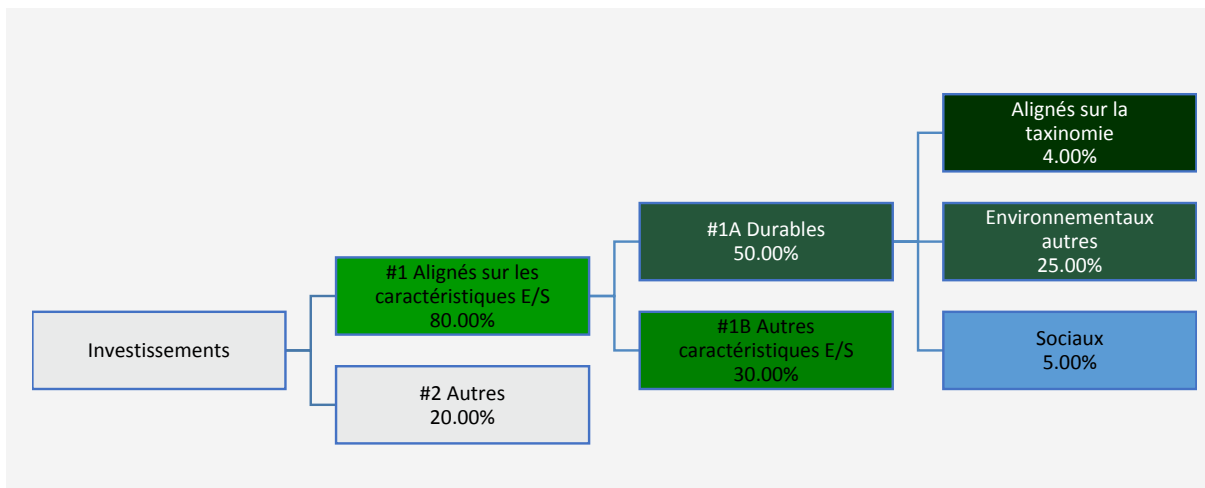 Investissements
#1 Alignés sur les
caractéristiques E/S
80.00%
#2 Autres
20.00%
#1A Durables
50.00%
#1B Autres
caractéristiques E/S
30.00%
Alignés sur la
taxinomie
4.00%
Environnementaux
autres
25.00%
Sociaux
5.00%